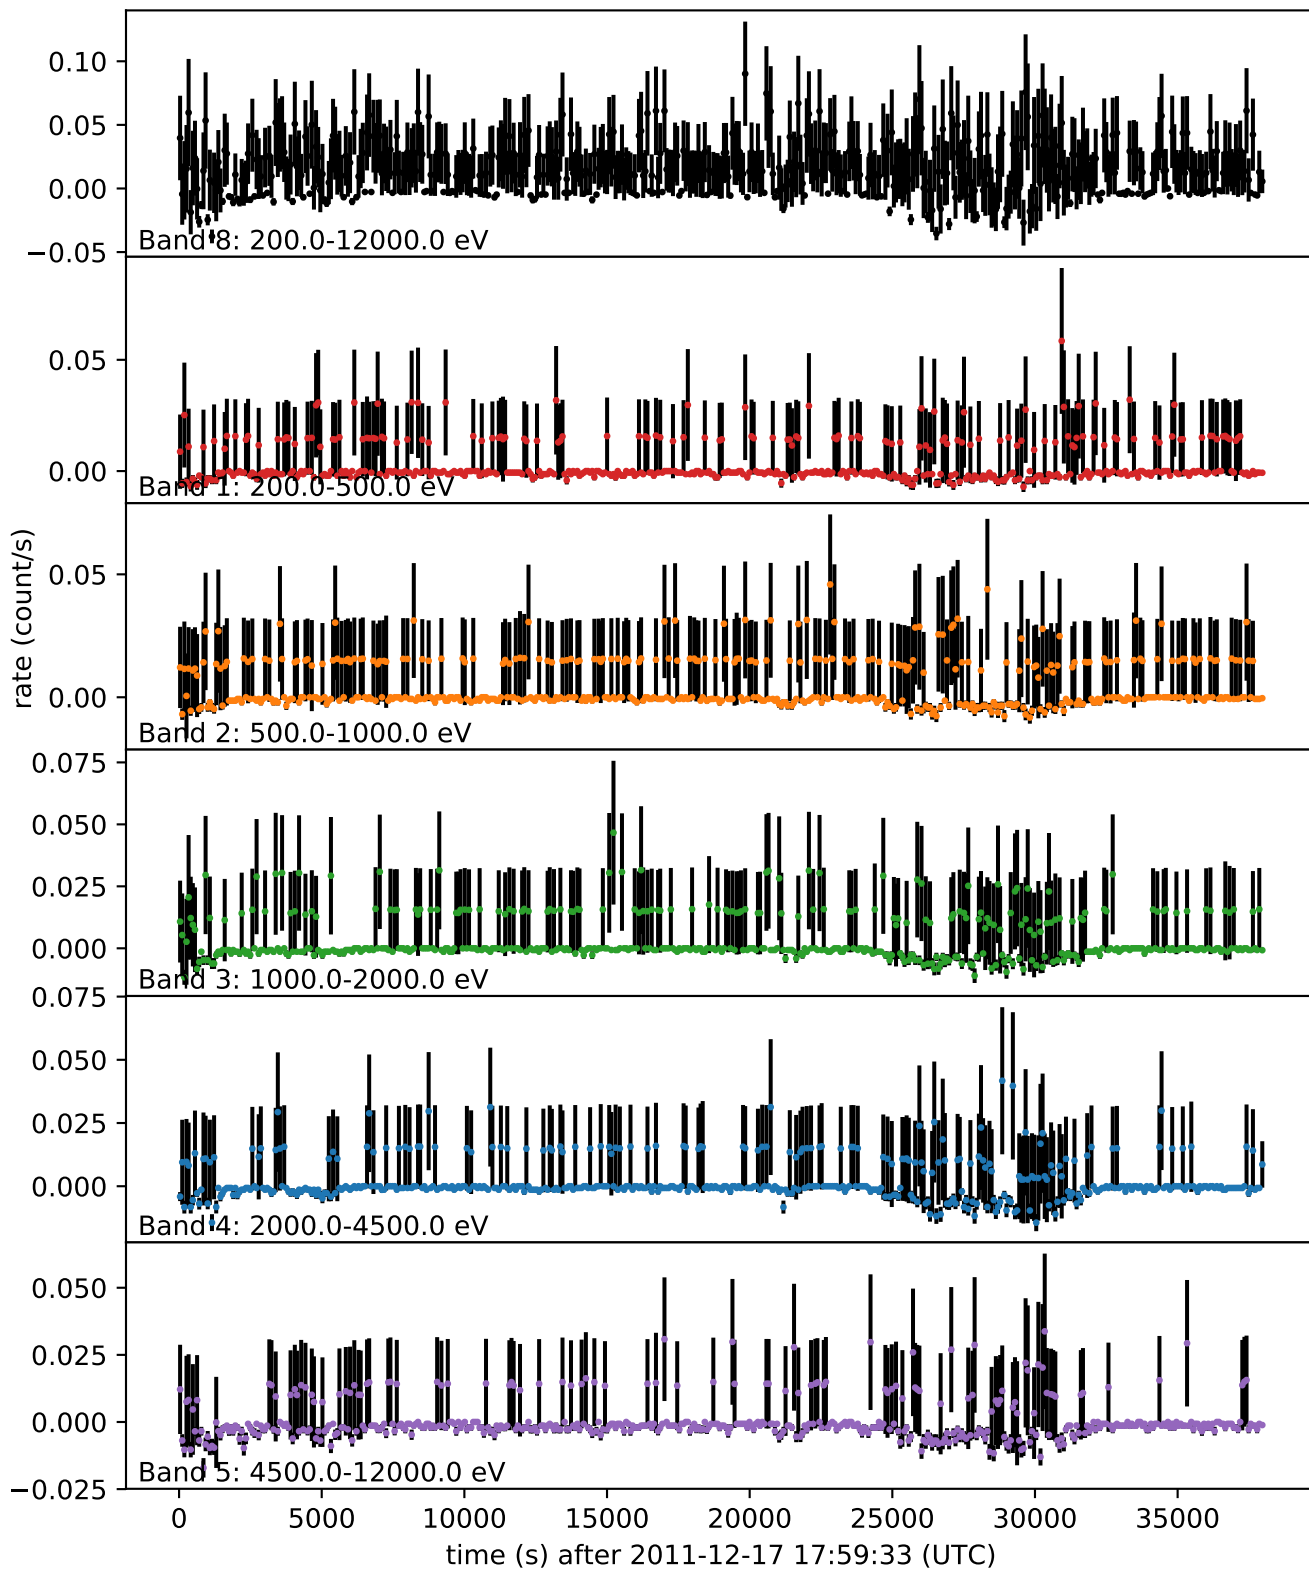 0.10
0.05
0.00
−0.05
Band 8: 200.0-12000.0 eV
0.05
0.00
Band 1: 200.0-500.0 eV
rate (count/s)
0.05
0.00
Band 2: 500.0-1000.0 eV
0.075
0.050
0.025
0.000
Band 3: 1000.0-2000.0 eV
0.075
0.050
0.025
0.000
Band 4: 2000.0-4500.0 eV
0.050
0.025
0.000
−0.025
Band 5: 4500.0-12000.0 eV
0 5000 10000 15000 20000 25000 30000 35000
time (s) after 2011-12-17 17:59:33 (UTC)